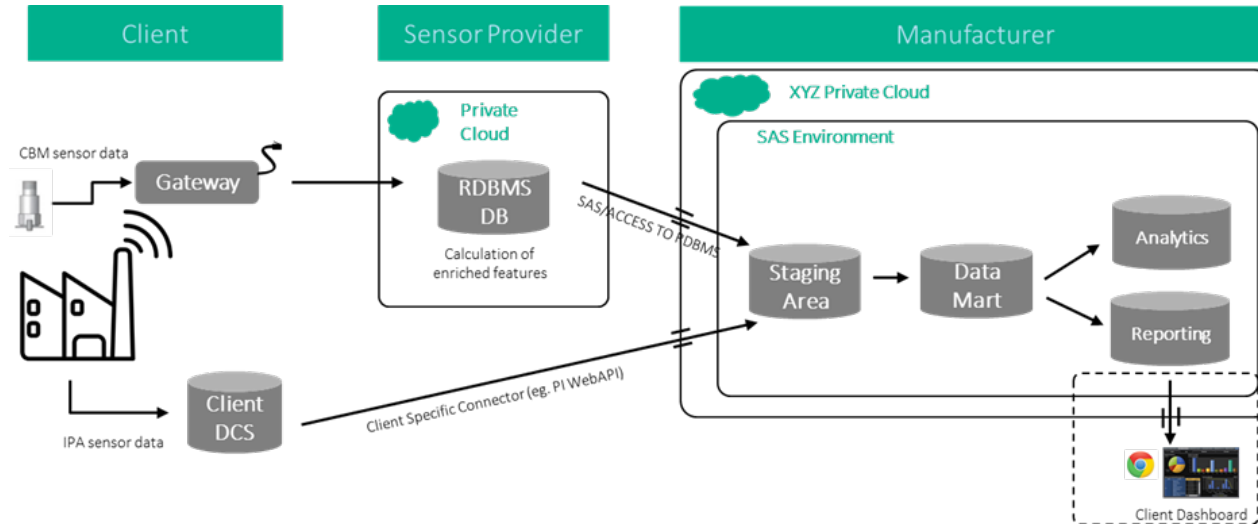 Client
Sensor Provider
Manufacturer
XYZ Private Cloud
Private
Cloud
SAS Environment
CBM sensor data
Gateway
RDBMS
DB
SAS/ACCESS TO RDBMS
Calculation of
enriched features
Analytics
Staging
Area
Data
Mart
Reporting
Client
DCS
Client Specific Connector (eg. PI WebAPI)
IPA sensor data
Client Dashboard